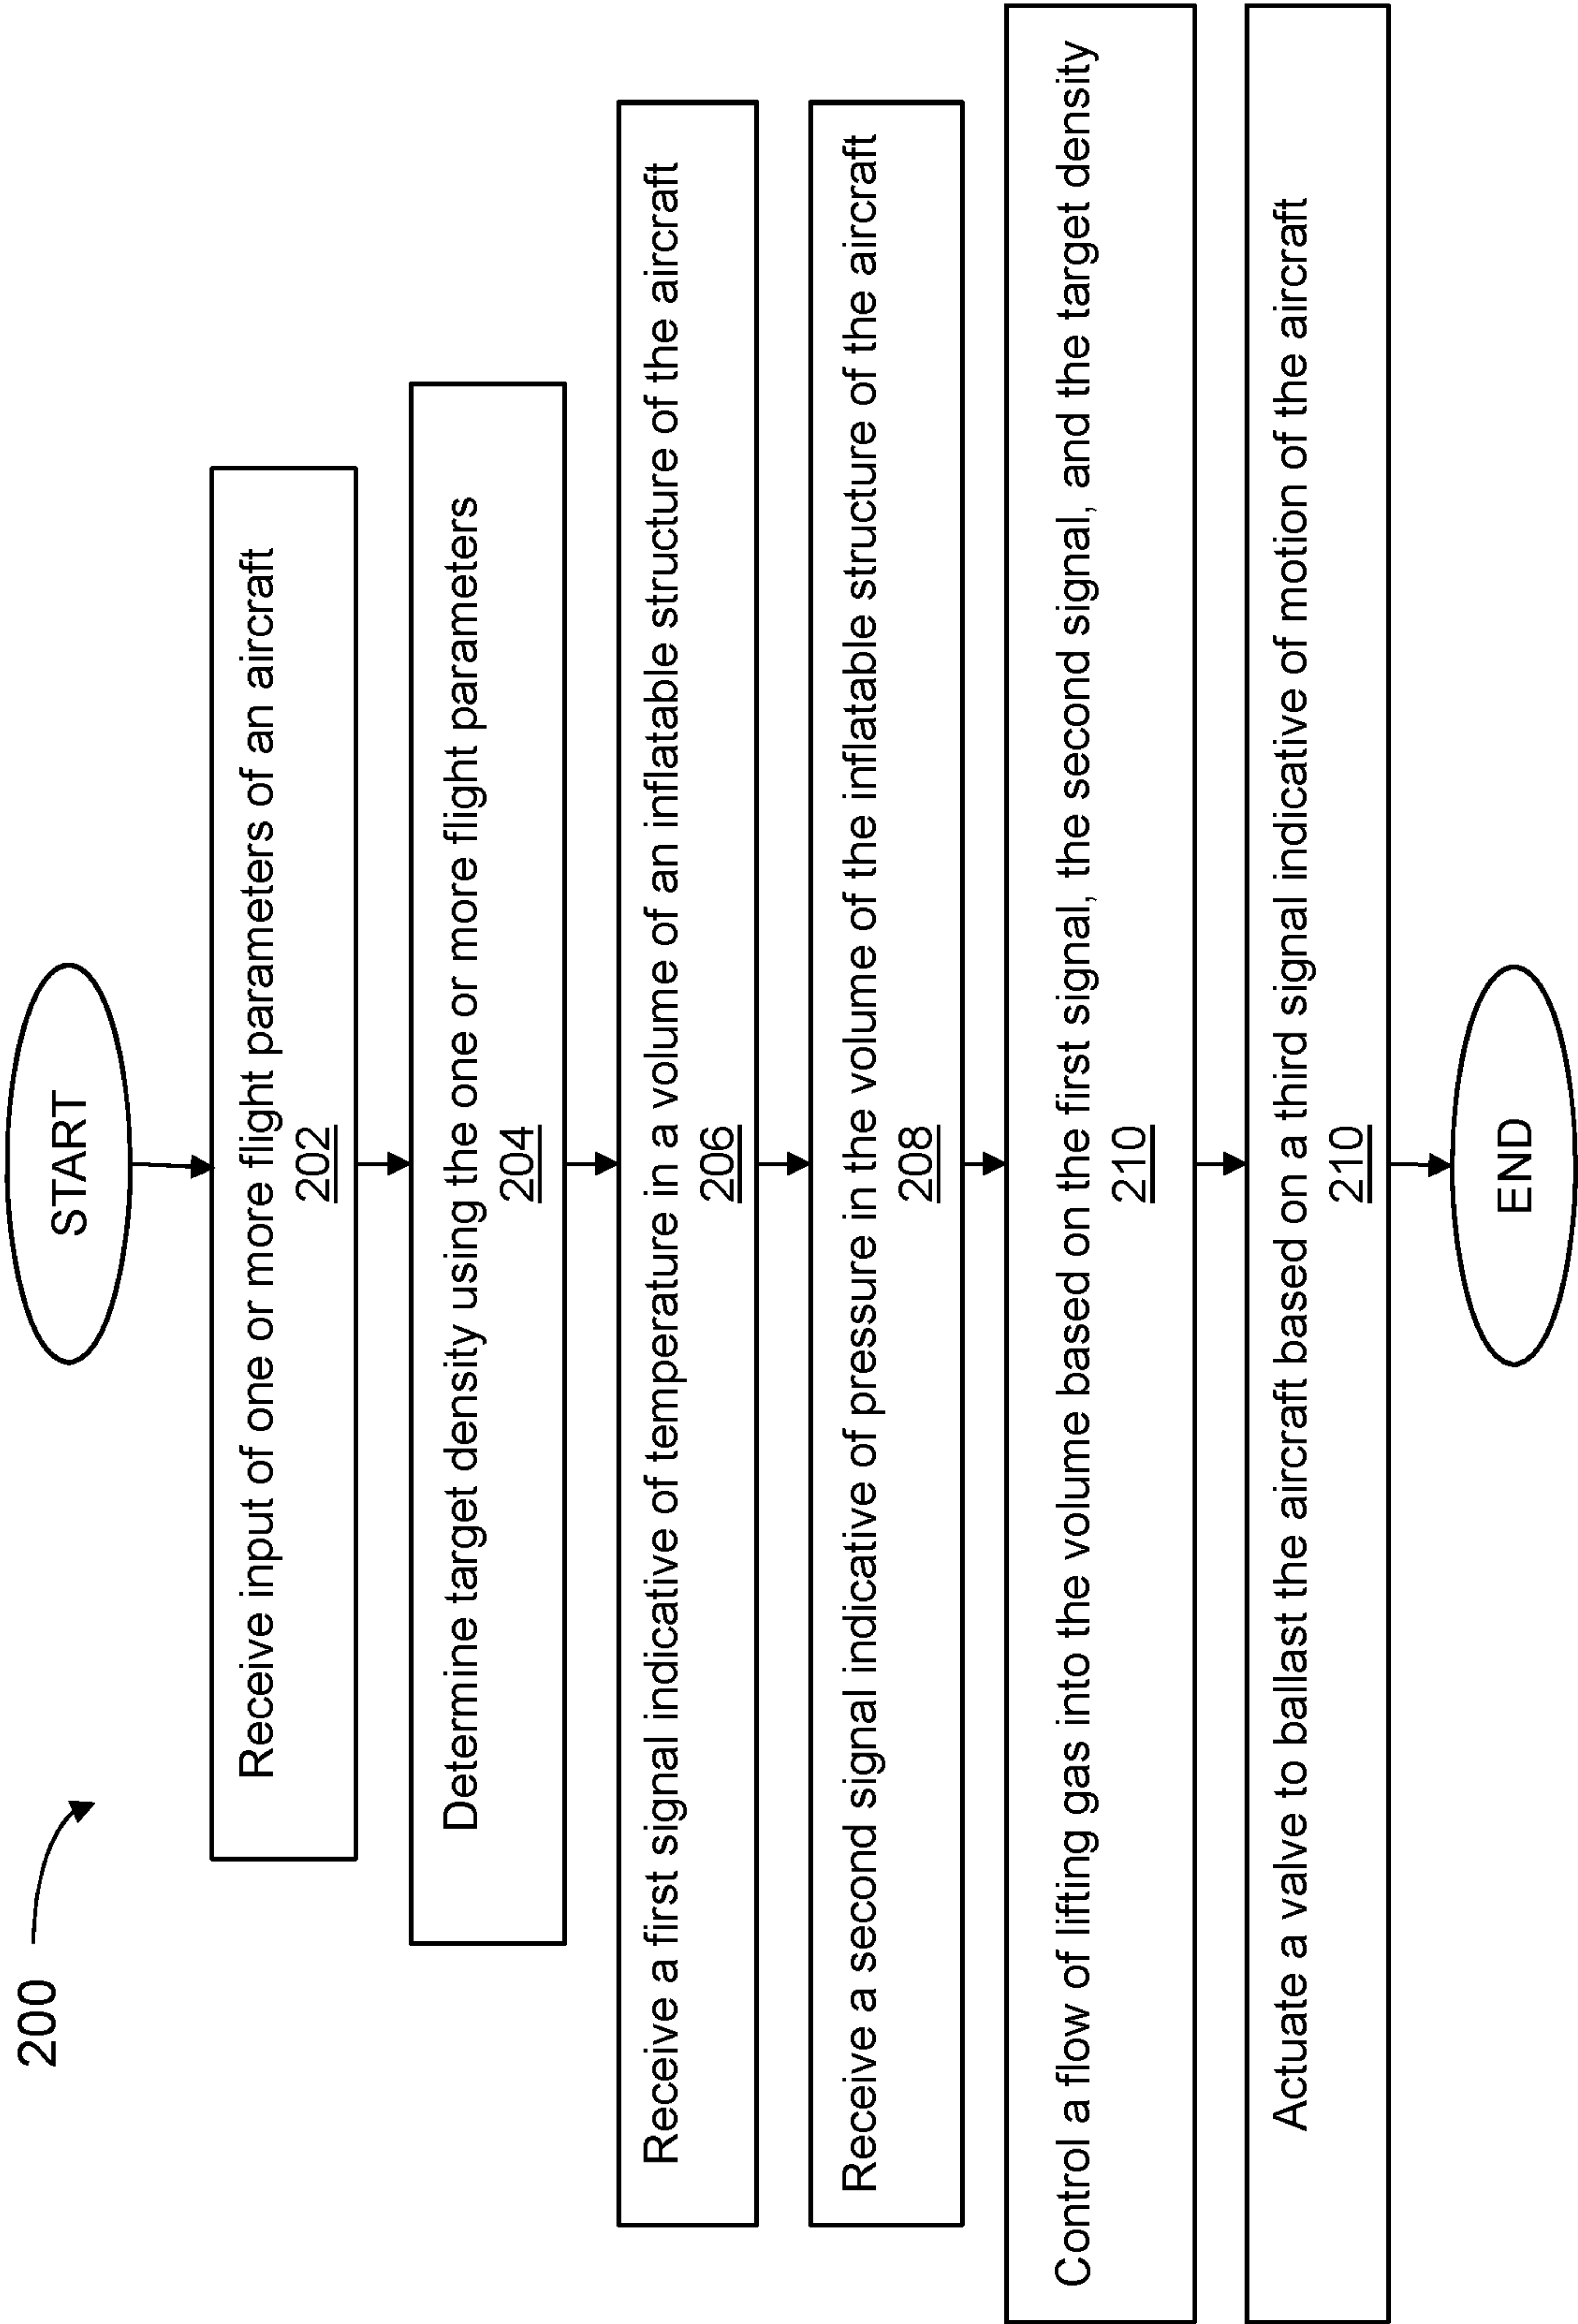 200
START
Receive input of one or more flight parameters of an aircraft
202
Determine target density using the one or more flight parameters
204
Receive a first signal indicative of temperature in a volume of an inflatable structure of the aircraft
206
Receive a second signal indicative of pressure in the volume of the inflatable structure of the aircraft
208
Control a flow of lifting gas into the volume based on the first signal, the second signal, and the target density
210
Actuate a valve to ballast the aircraft based on a third signal indicative of motion of the aircraft
210
END